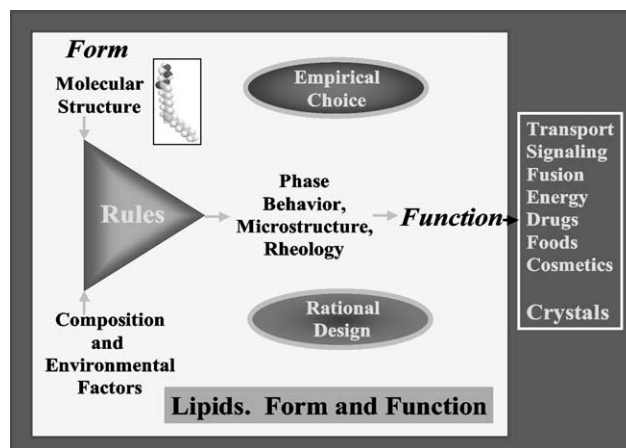 Form
Molecular
Structure
Empirical
Choice
Rules
Phase
Behavior,
Microstructure,
Rheology
Function
Transport
Signaling
Fusion
Energy
Drugs
Foods
Cosmetics
Crystals
Composition
and
Environmental
Factors
Rational
Design
Lipids. Form and Function